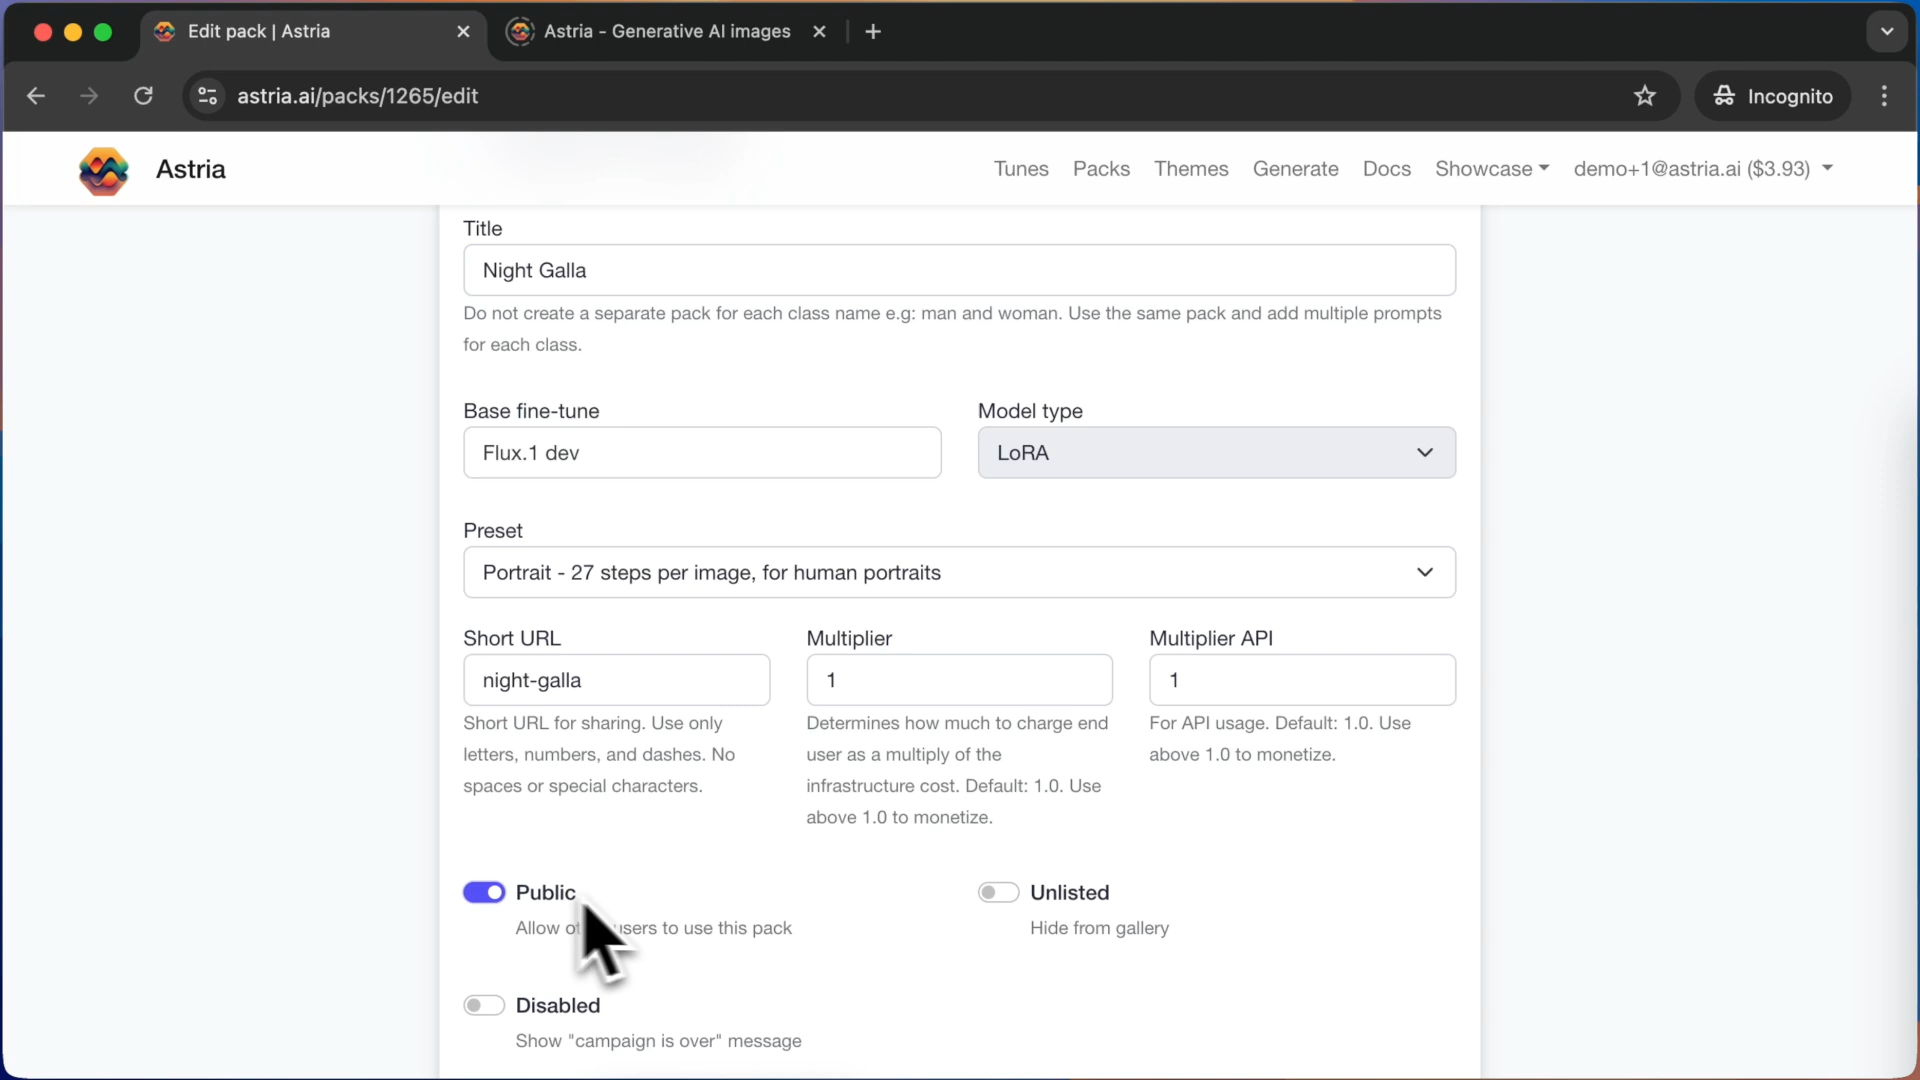 Edit pack | Astria
Astria - Generative AI images
astria.ai/packs/1265/edit
Incognito
Astria
Tunes Packs Themes Generate Docs Showcase demo+1@astria.ai ($3.93)
Title
Night Galla
Do not create a separate pack for each class name e.g: man and woman. Use the same pack and add multiple prompts
for each class.
Base fine-tune
Model type
Flux.1 dev
LoRA
Preset
Portrait - 27 steps per image, for human portraits
Short URL
Multiplier
Multiplier API
night-galla
1
1
Short URL for sharing. Use only
letters, numbers, and dashes. No
spaces or special characters.
Determines how much to charge end
user as a multiply of the
infrastructure cost. Default: 1.0. Use
above 1.0 to monetize.
For API usage. Default: 1.0. Use
above 1.0 to monetize.
Public
Allow users to use this pack
Unlisted
Hide from gallery
Disabled
Show "campaign is over" message